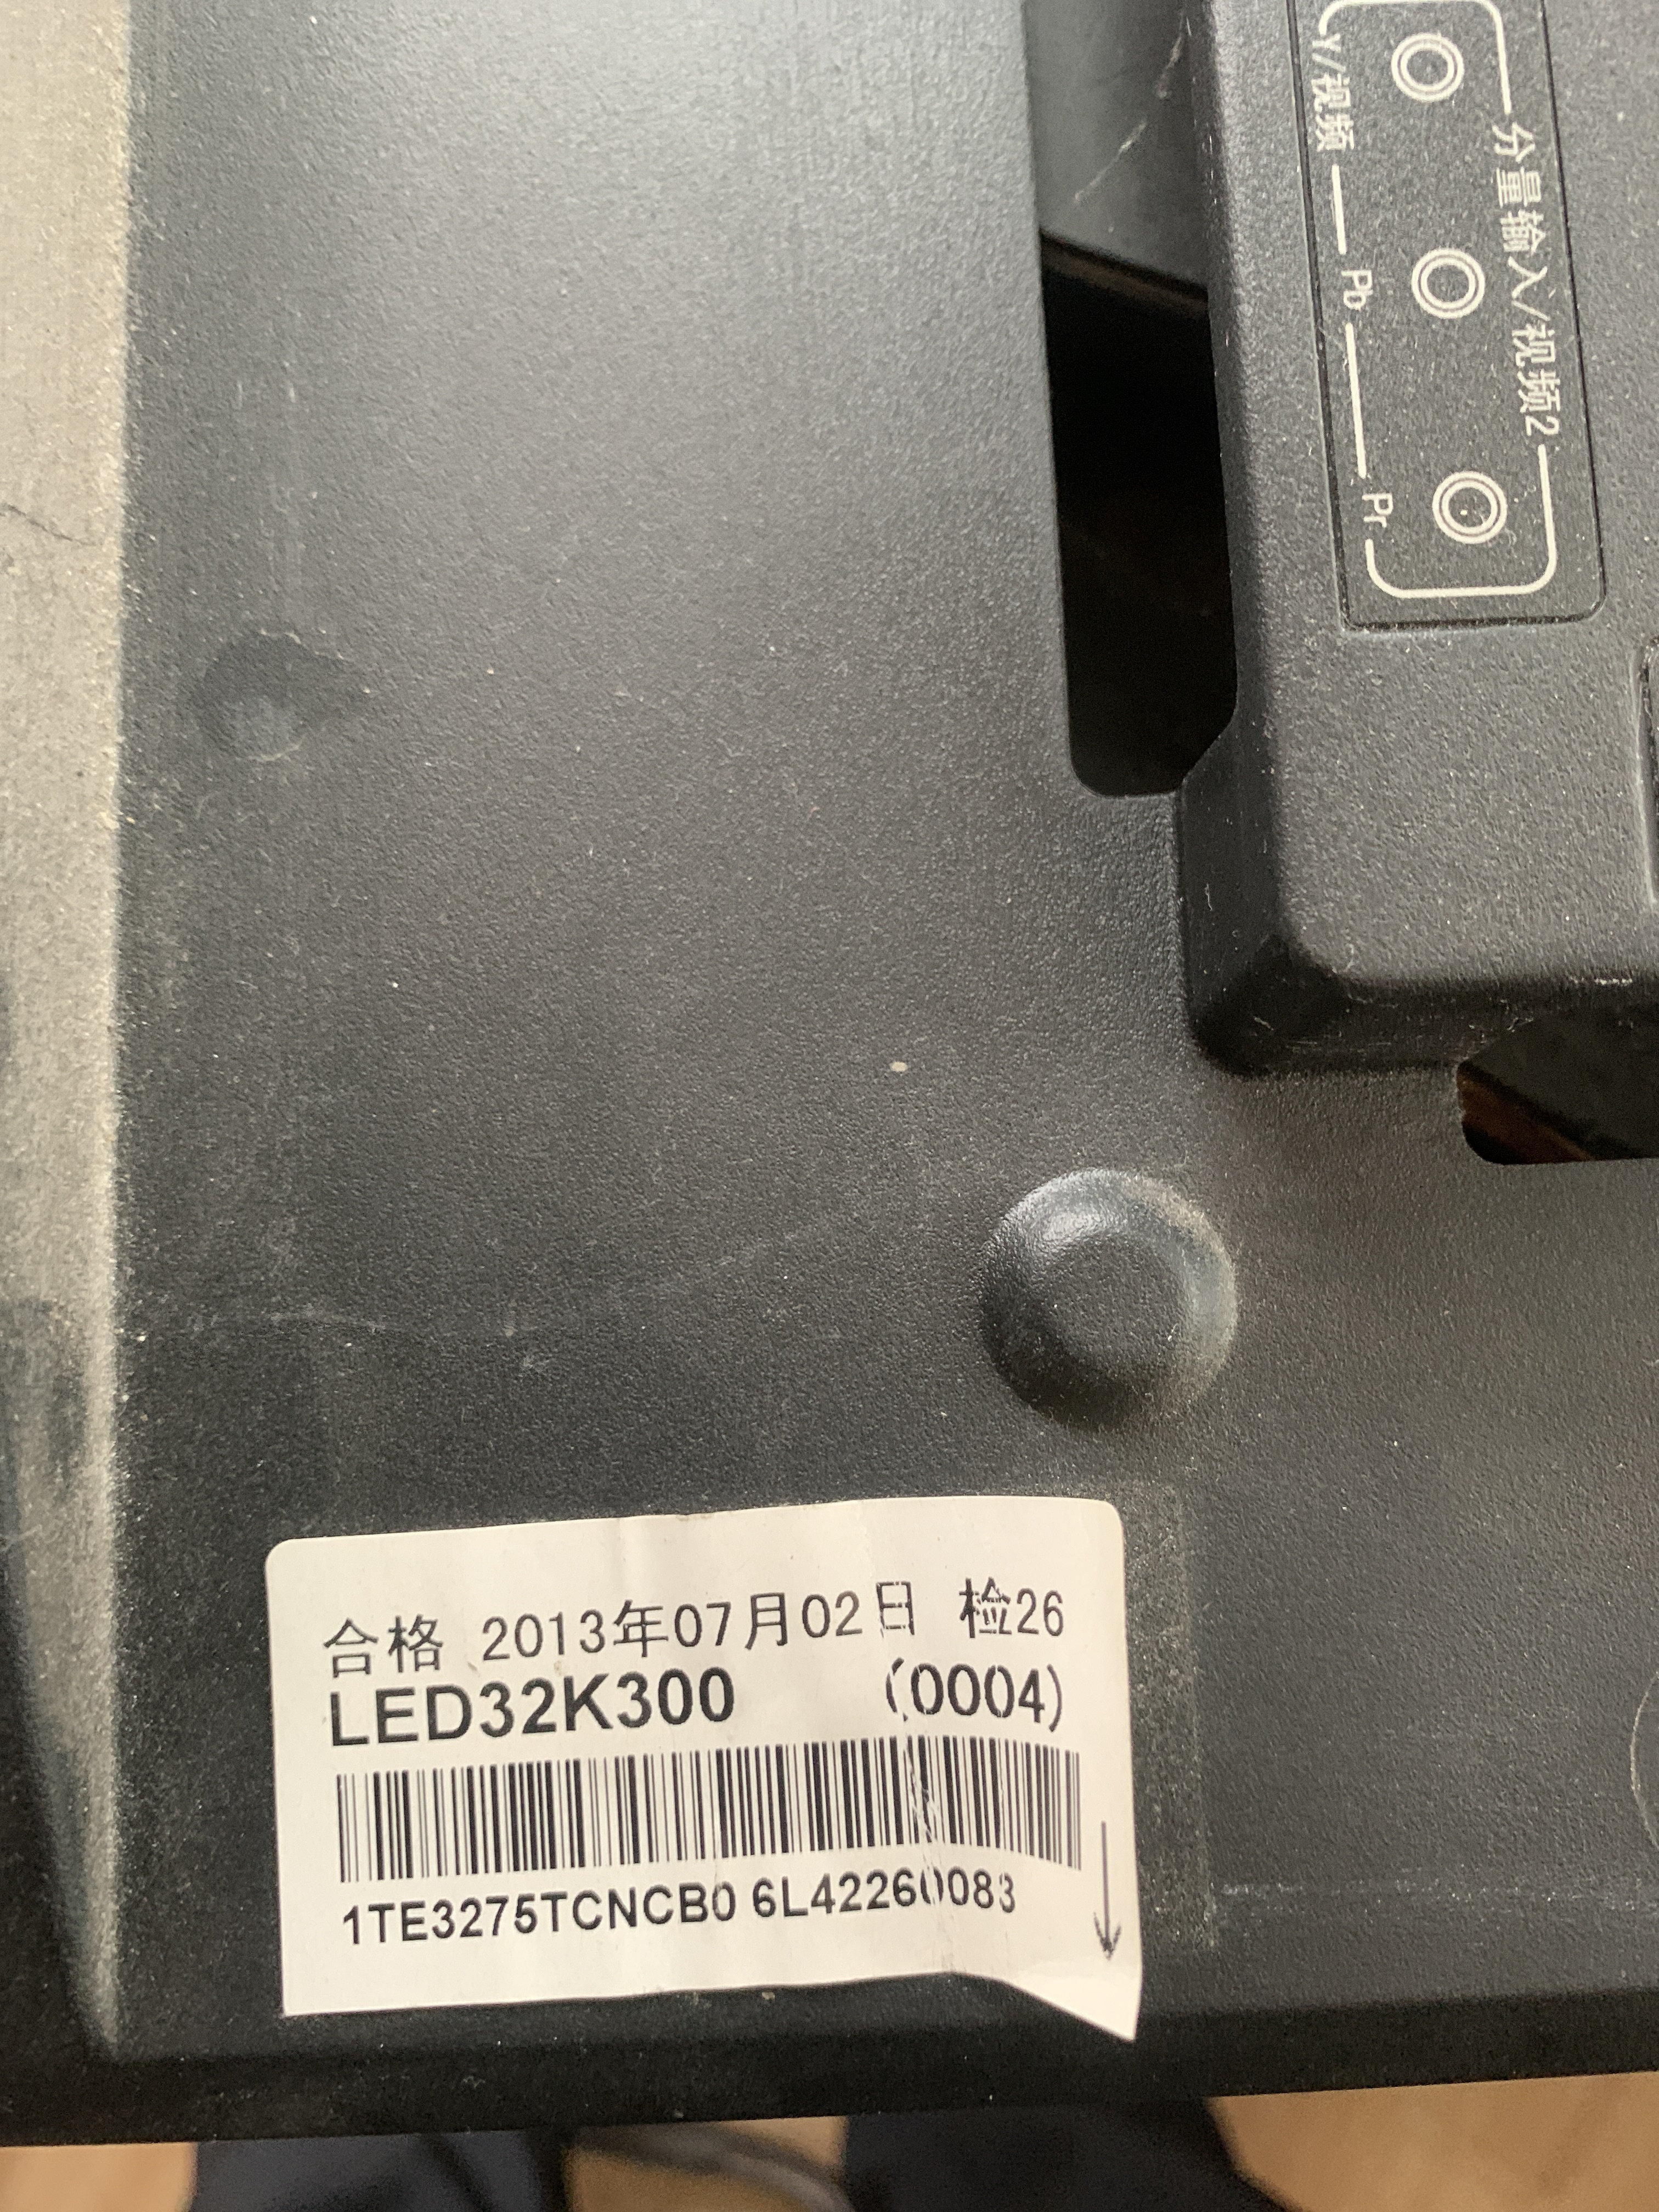 分量输入/视频2
Y/视频
Pb
Pr
合格 2013年07月02日 检26
LED32K300 (0004)
1TE3275TCNCB0 6L42260083